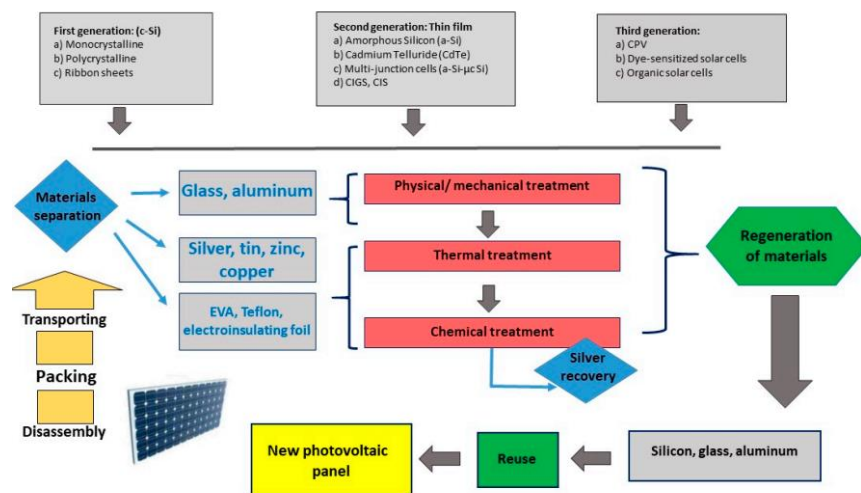 First generation: (c-Si)
a) Monocrystalline
b) Polycrystalline
c) Ribbon sheets
Second generation: Thin film
a) Amorphous Silicon (a-Si)
b) Cadmium Telluride (CdTe)
c) Multi-junction cells (a-Si-μc Si)
d) CIGS, CIS
Third generation:
a) CPV
b) Dye-sensitized solar cells
c) Organic solar cells
Materials
separation
Glass, aluminum
Physical/ mechanical treatment
Silver, tin, zinc,
copper
Thermal treatment
Regeneration
of materials
EVA, Teflon,
electroinsulating foil
Chemical treatment
Silver
recovery
Transporting
Packing
Disassembly
New photovoltaic
panel
Reuse
Silicon, glass, aluminum